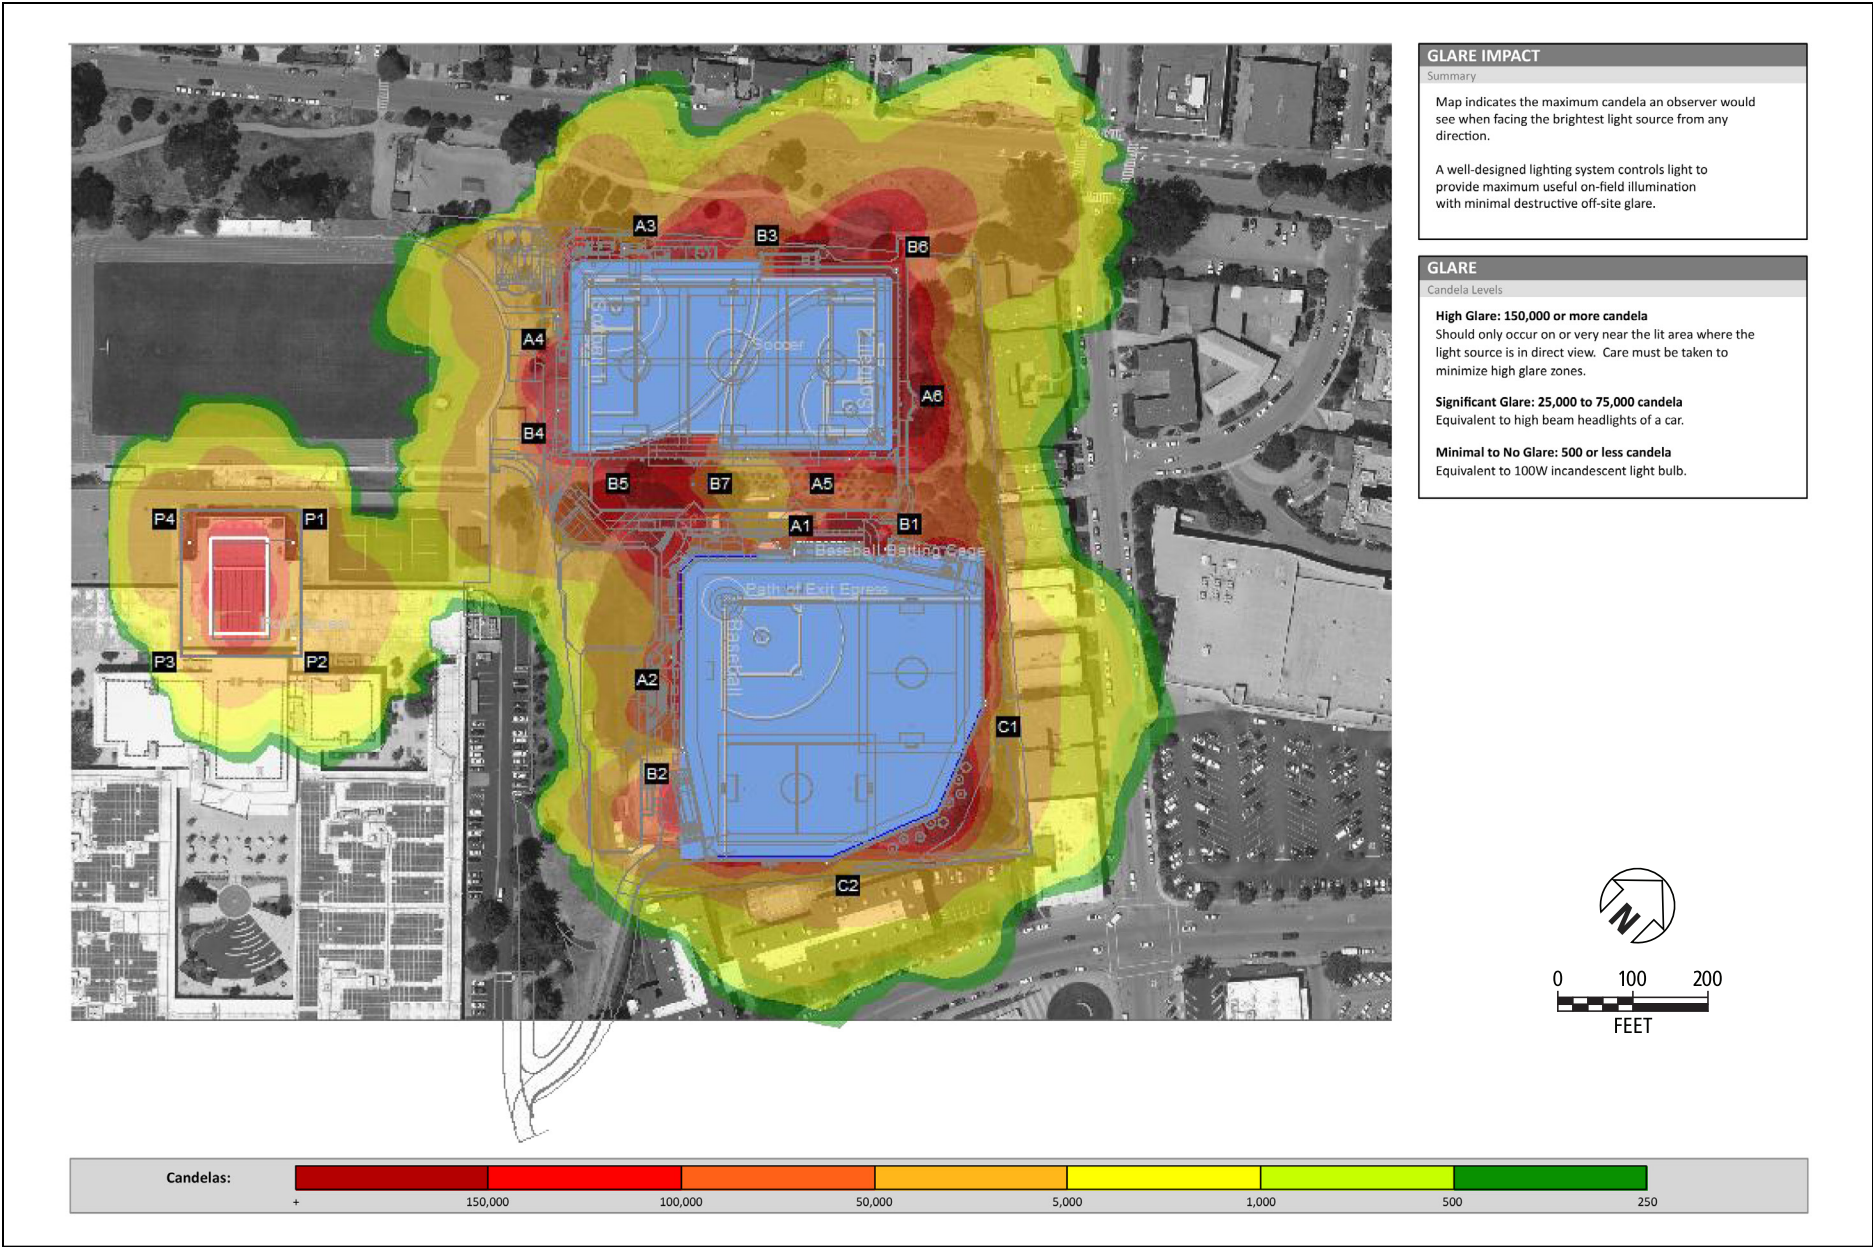 GLARE IMPACT
Summary
Map indicates the maximum candela an observer would
see when facing the brightest light source from any
direction.
A well-designed lighting system controls light to
provide maximum useful on-field illumination
with minimal destructive off-site glare.
GLARE
Candela Levels
High Glare: 150,000 or more candela
Should only occur on or very near the lit area where the
light source is in direct view. Care must be taken to
minimize high glare zones.
Significant Glare: 25,000 to 75,000 candela
Equivalent to high beam headlights of a car.
Minimal to No Glare: 500 or less candela
Equivalent to 100W incandescent light bulb.
A3
B3
B6
A4
Softball
Soccer
A6
B4
B5
B7
A5
P4
P1
A1
B1
Baseball Batting Cage
Path of Exit Egress
Baseball
P3
P2
A2
C1
B2
C2
N
0 100 200
FEET
Candelas:
+ 150,000 100,000 50,000 5,000 1,000 500 250